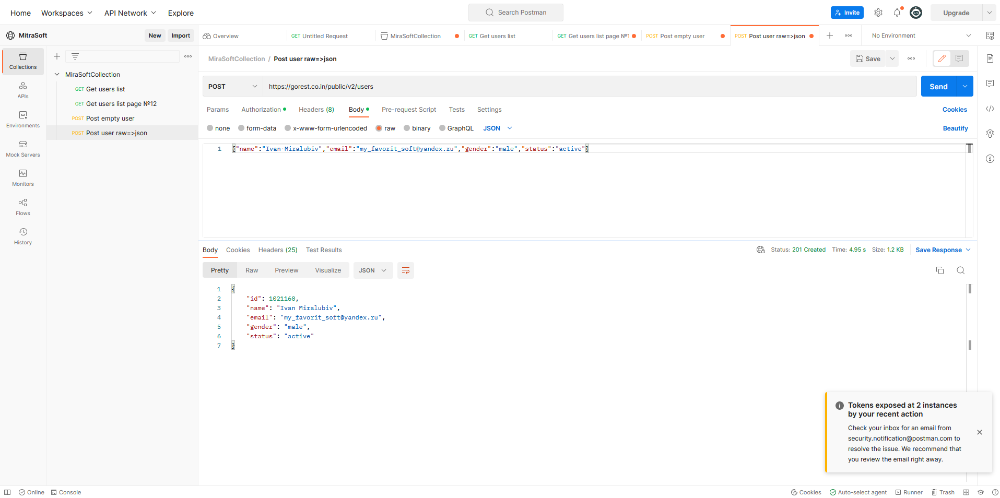 Home Workspaces API Network Explore Search Postman Invite Upgrade
MitraSoft New Import Overview GET Untitled Request MiraSoftCollection GET Get users list GET Get users list page №1 POST Post empty user POST Post user raw=>json No Environment
Collections
APIs
Environments
Mock Servers
Monitors
Flows
History
MiraSoftCollection
GET Get users list
GET Get users list page №12
POST Post empty user
POST Post user raw=>json
MiraSoftCollection / Post user raw=>json Save
POST https://gorest.co.in/public/v2/users Send
Params Authorization Headers (8) Body Pre-request Script Tests Settings Cookies
none form-data x-www-form-urlencoded raw binary GraphQL JSON Beautify
1 {"name":"Ivan Miralubiv","email":"my_favorit_soft@yandex.ru","gender":"male","status":"active"}
Body Cookies Headers (25) Test Results Status: 201 Created Time: 4.95 s Size: 1.2 KB Save Response
Pretty Raw Preview Visualize JSON
1 {
2 "id": 1021160,
3 "name": "Ivan Miralubiv",
4 "email": "my_favorit_soft@yandex.ru",
5 "gender": "male",
6 "status": "active"
7 }
Tokens exposed at 2 instances
by your recent action
Check your inbox for an email from
security.notification@postman.com to
resolve the issue. We recommend that
you review the email right away.
Online Console Cookies Auto-select agent Runner Trash